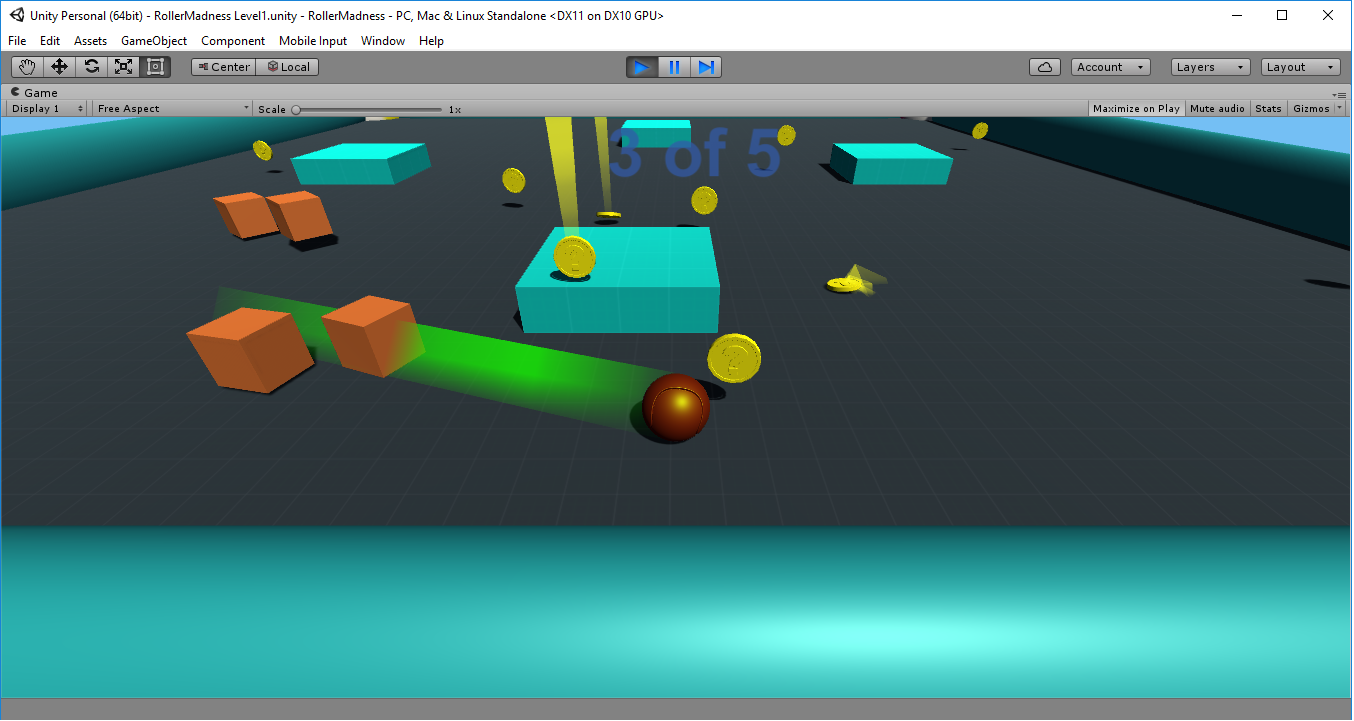 Unity Personal (64bit) - RollerMadness Level1.unity - RollerMadness - PC, Mac & Linux Standalone <DX11 on DX10 GPU>
File Edit Assets GameObject Component Mobile Input Window Help
Center Local Account Layers Layout
Game
Display 1 Free Aspect Scale 1x Maximize on Play Mute audio Stats Gizmos
3 of 5